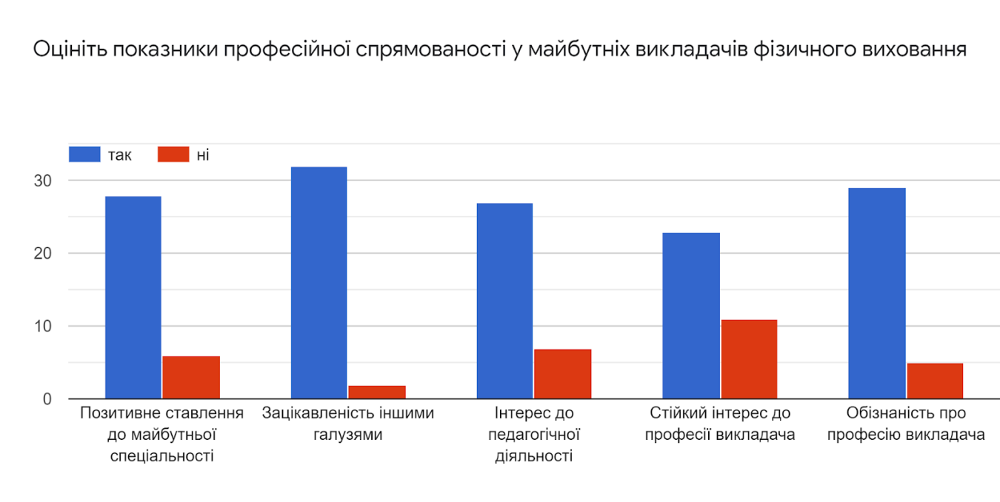 Оцініть показники професійної спрямованості у майбутніх викладачів фізичного виховання
так
ні
30
20
10
0
Позитивне ставлення
до майбутньої
спеціальності
Зацікавленість іншими
галузями
Інтерес до
педагогічної
діяльності
Стійкий інтерес до
професії викладача
Обізнаність про
професію викладача